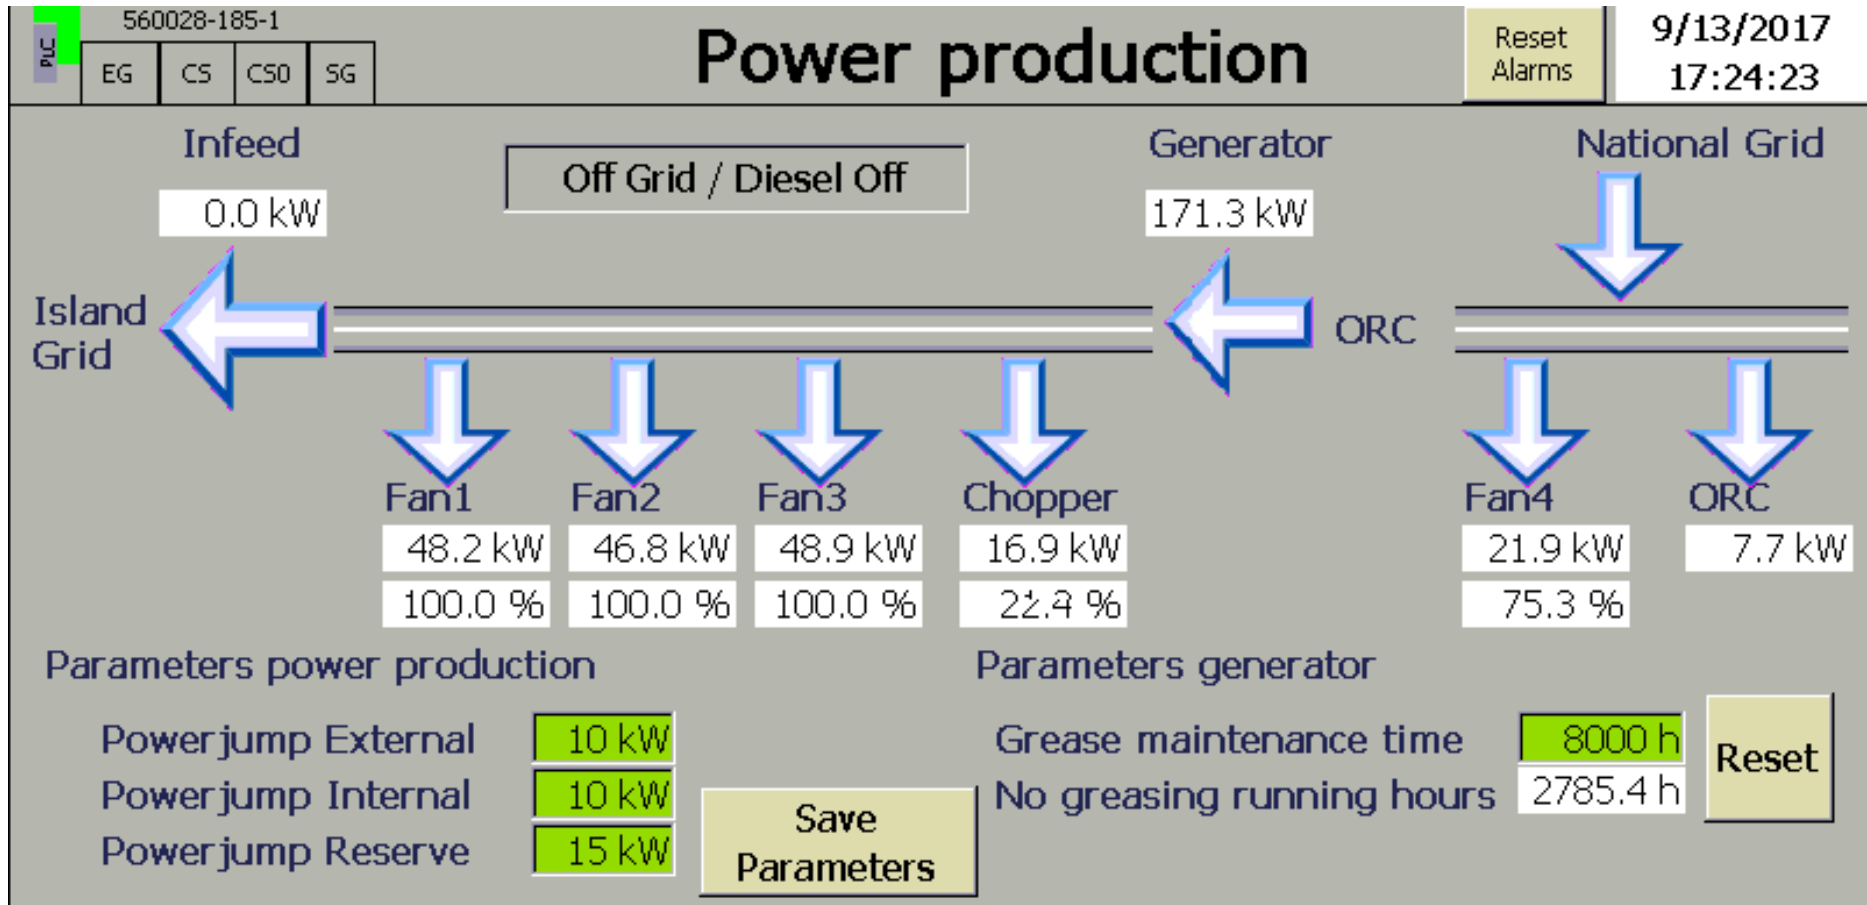 560028-185-1
PLC
EG CS CS0 SG
Power production
Reset
Alarms
9/13/2017
17:24:23
Infeed
0.0 kW
Off Grid / Diesel Off
Generator
171.3 kW
National Grid
Island
Grid
ORC
Fan1 Fan2 Fan3 Chopper Fan4 ORC
48.2 kW 46.8 kW 48.9 kW 16.9 kW 21.9 kW 7.7 kW
100.0 % 100.0 % 100.0 % 75.3 %
Parameters power production
Powerjump External 10 kW
Powerjump Internal 10 kW
Powerjump Reserve 15 kW
Save
Parameters
Parameters generator
Grease maintenance time 8000 h
No greasing running hours 2785.4 h
Reset